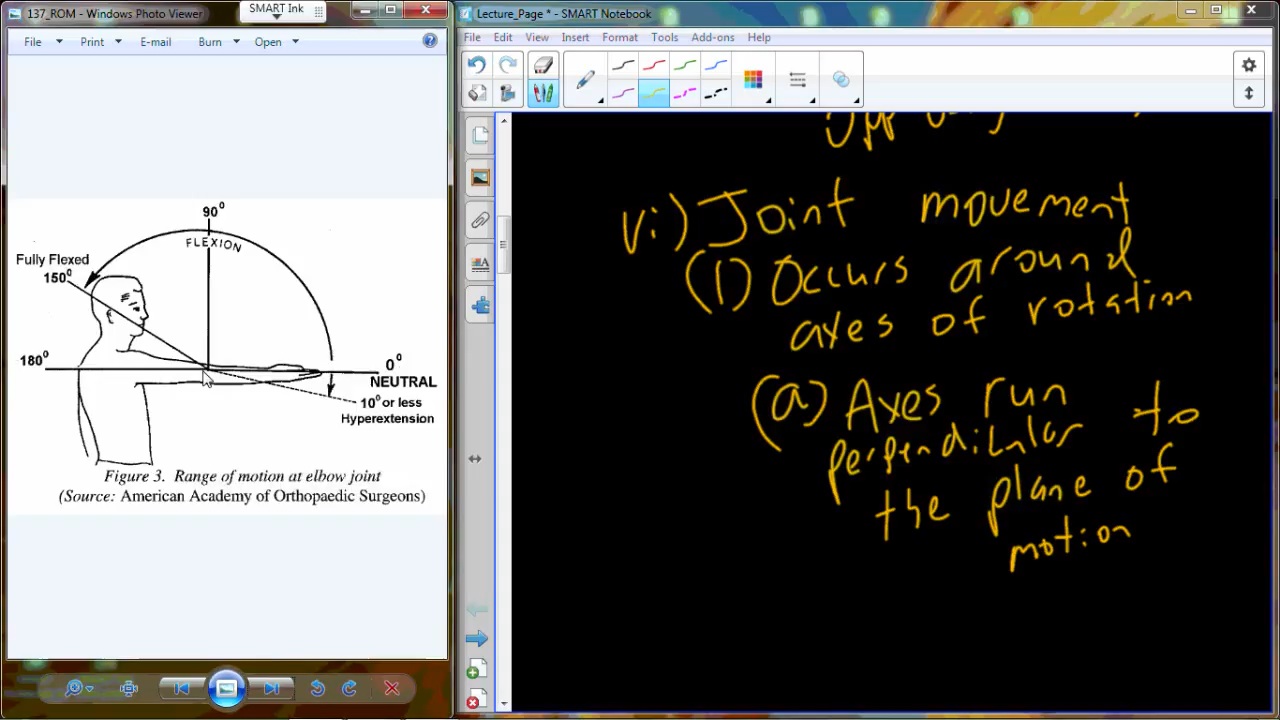 137_ROM - Windows Photo Viewer
SMART Ink
File Print E-mail Burn Open
90°
FLEXION
Fully Flexed
150°
180°
0°
NEUTRAL
10° or less
Hyperextension
Figure 3. Range of motion at elbow joint
(Source: American Academy of Orthopaedic Surgeons)
Lecture_Page * - SMART Notebook
File Edit View Insert Format Tools Add-ons Help
vi) Joint movement
(1) Occurs around
axes of rotation
(a) Axes run
perpendicular to
the plane of
motion